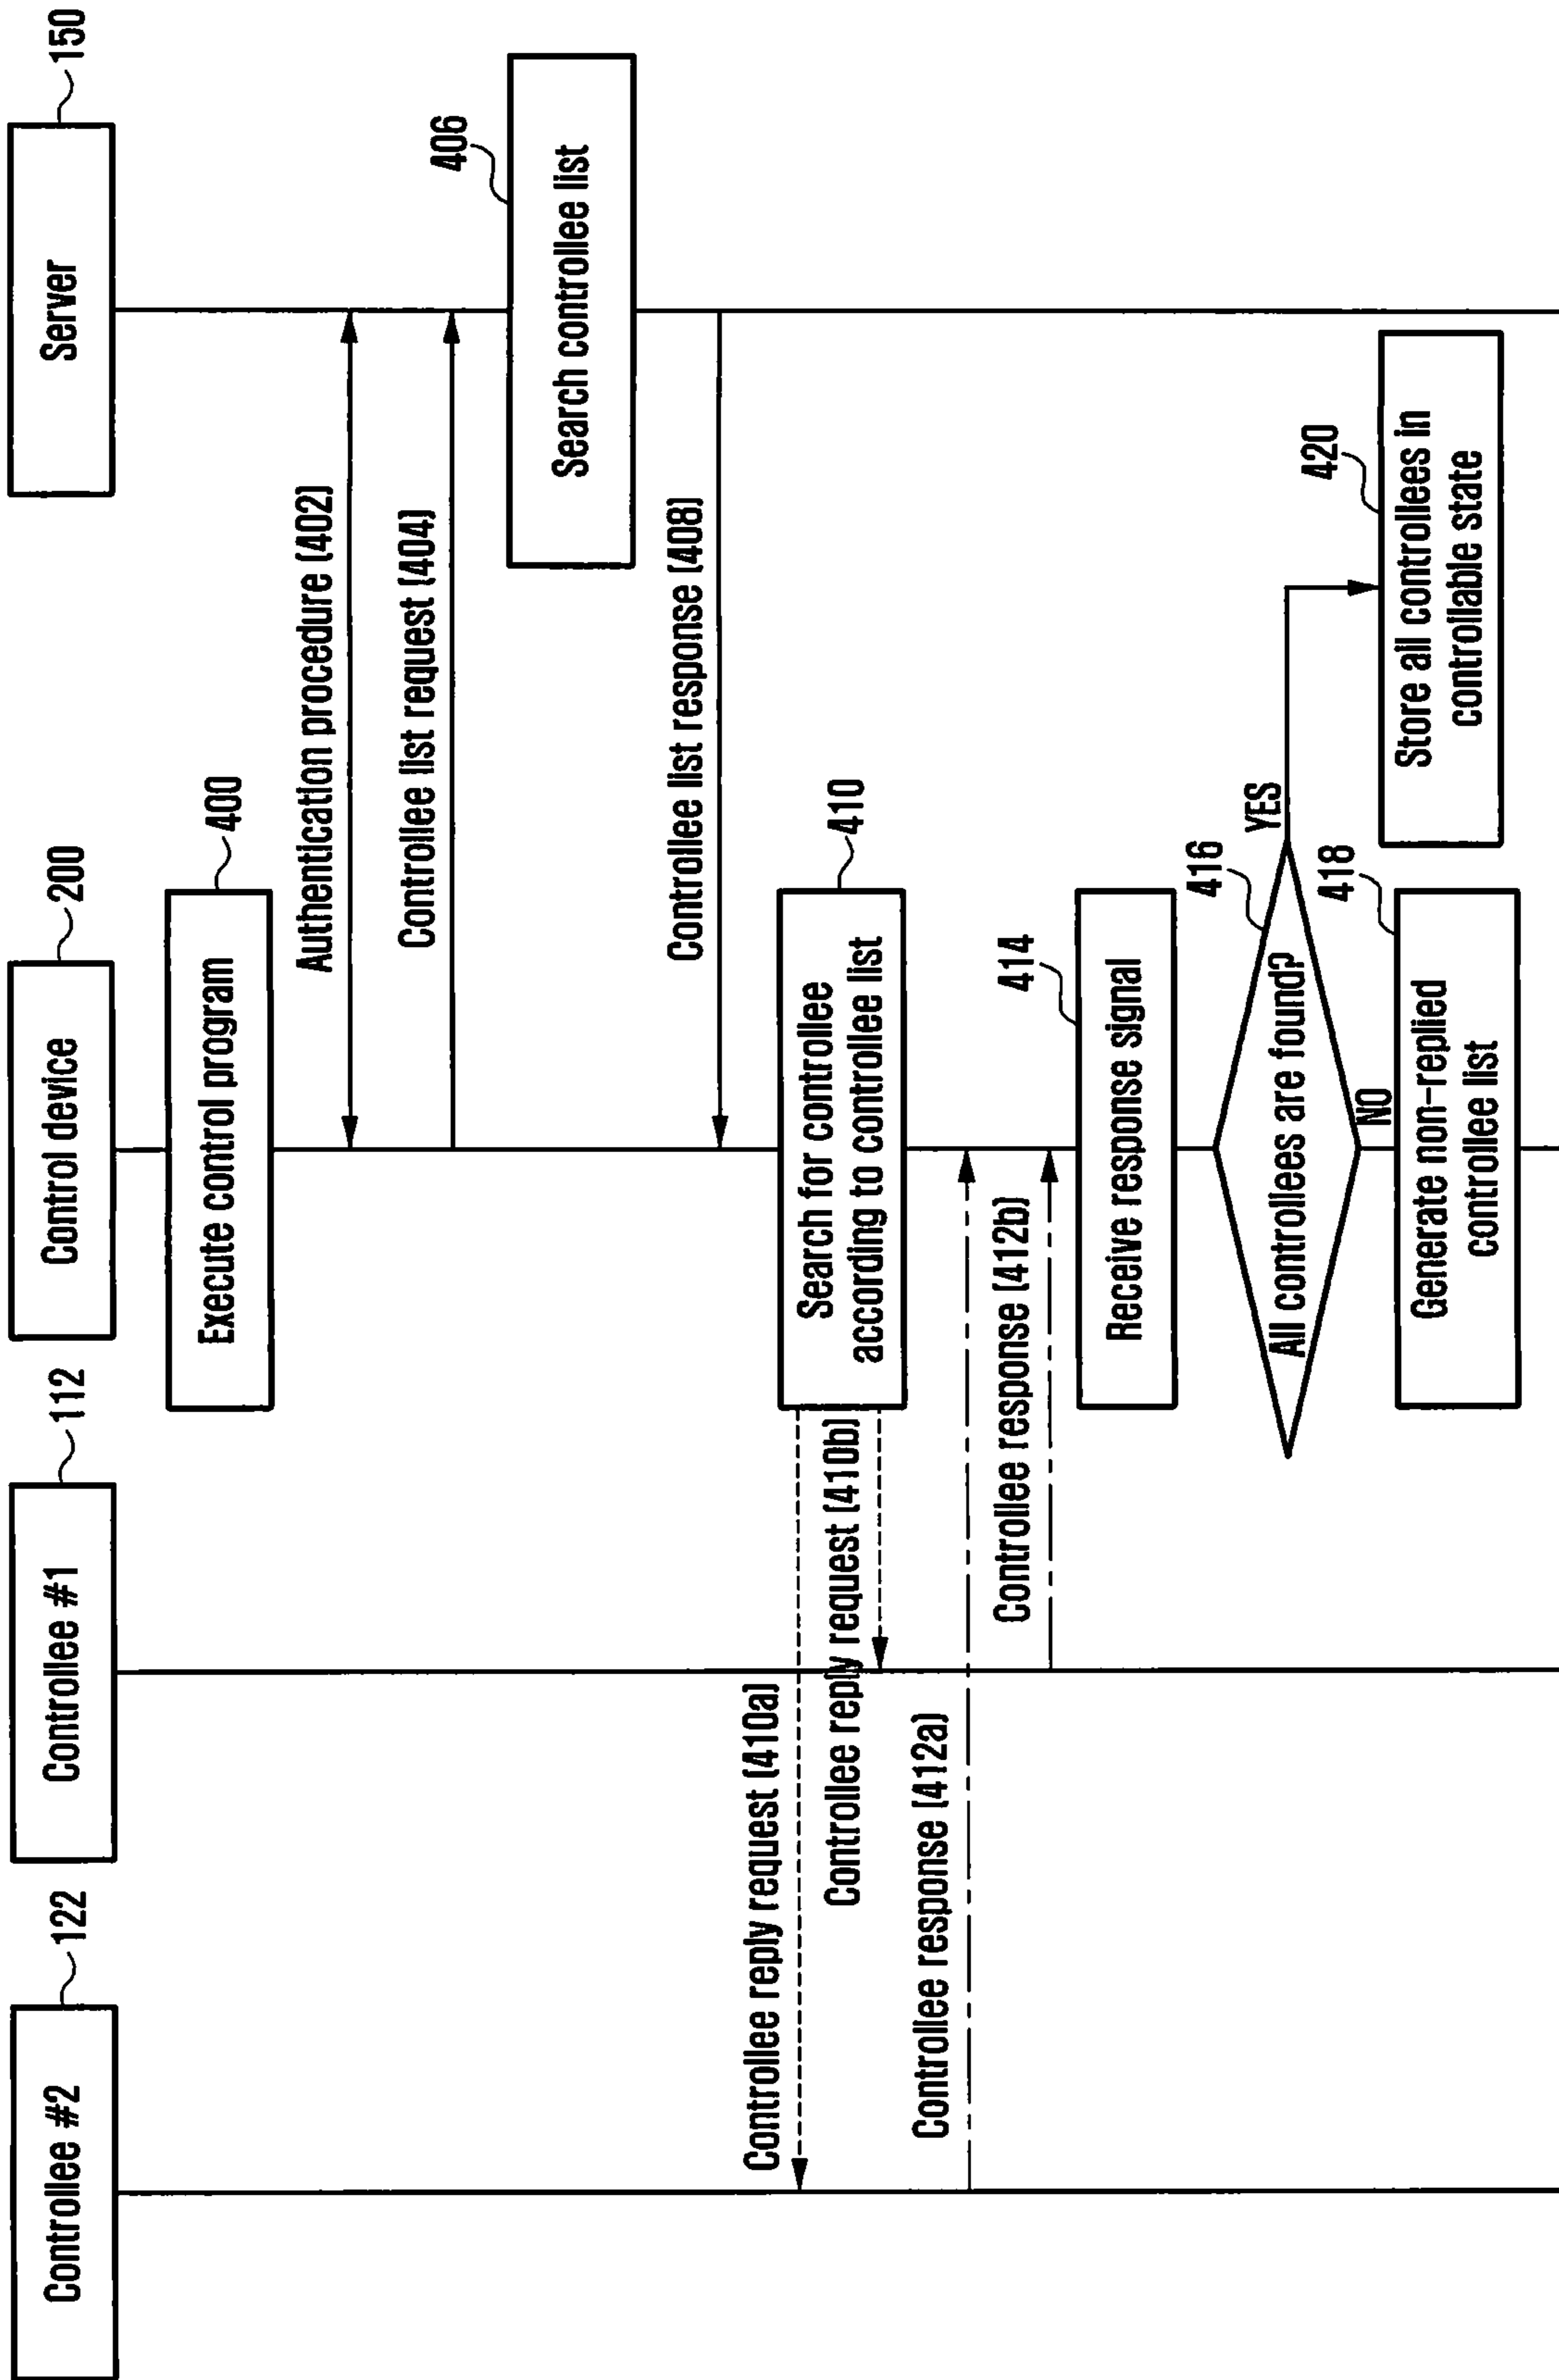 Controllee #2
122
Controllee #1
112
Control device
200
Server
150
Execute control program
400
Authentication procedure (402)
Controllee list request (404)
406
Search controllee list
Controllee list response (408)
410
Search for controllee
according to controllee list
Controllee reply request (410a)
Controllee reply request (410b)
Controllee response (412a)
Controllee response (412b)
414
Receive response signal
416
All controllees are found?
YES
NO
420
Store all controllees in
controllable state
418
Generate non-replied
controllee list